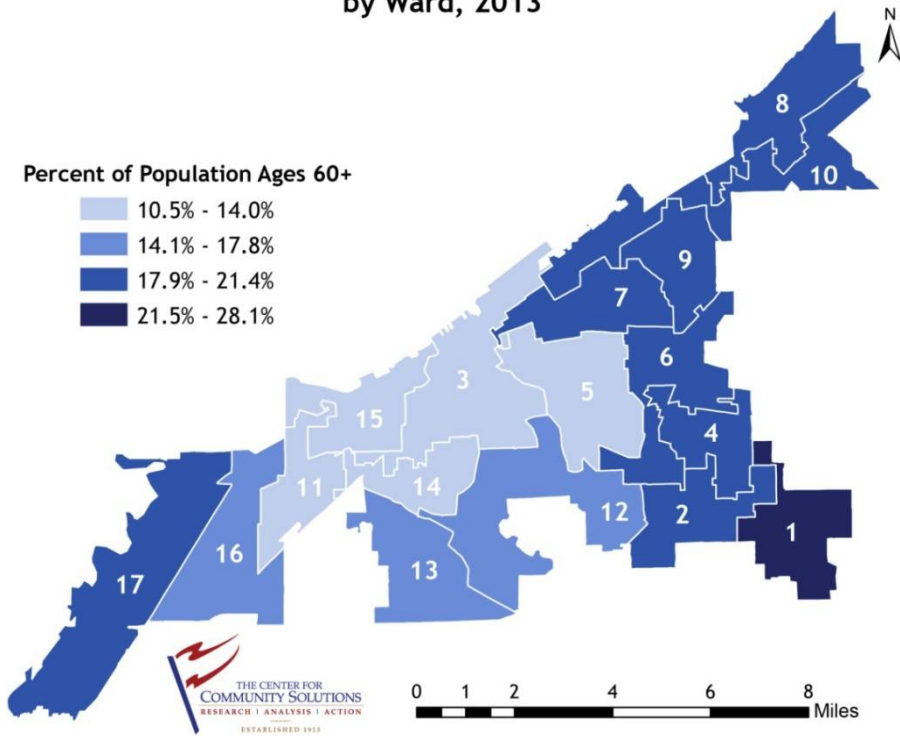 by Ward, 2013
N
Percent of Population Ages 60+
10.5% - 14.0%
14.1% - 17.8%
17.9% - 21.4%
21.5% - 28.1%
8
10
9
7
6
3
5
15
4
11
14
12
2
1
16
13
17
THE CENTER FOR
COMMUNITY SOLUTIONS
RESEARCH | ANALYSIS | ACTION
ESTABLISHED 1913
0 1 2 4 6 8
Miles